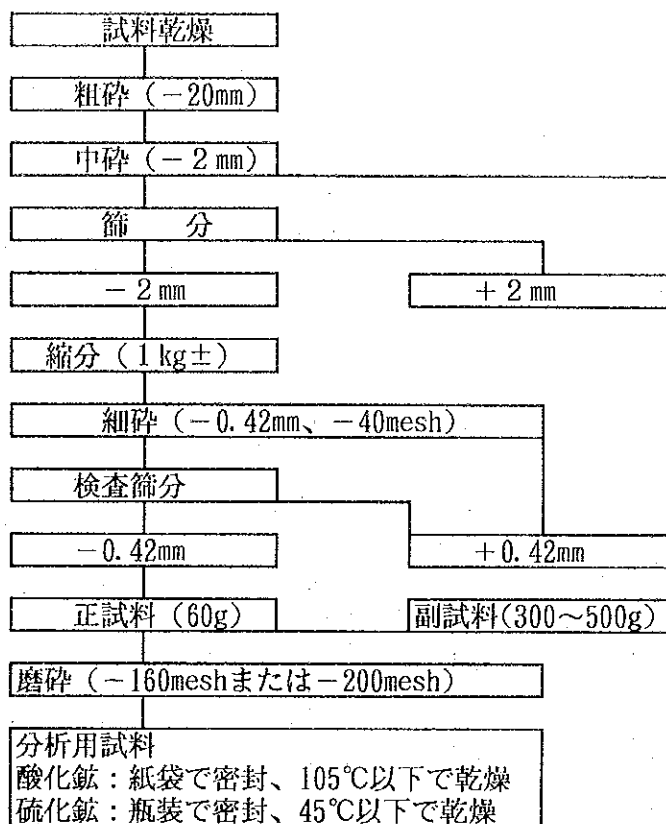 試料乾燥
粗砕（－20mm）
中砕（－2mm）
篩　　分
－2mm
＋2mm
縮分（1kg±）
細砕（－0.42mm、－40mesh）
検査篩分
－0.42mm
＋0.42mm
正試料（60g）
副試料(300～500g)
磨砕（－160meshまたは－200mesh）
分析用試料
酸化鉱：紙袋で密封、105℃以下で乾燥
硫化鉱：瓶装で密封、45℃以下で乾燥